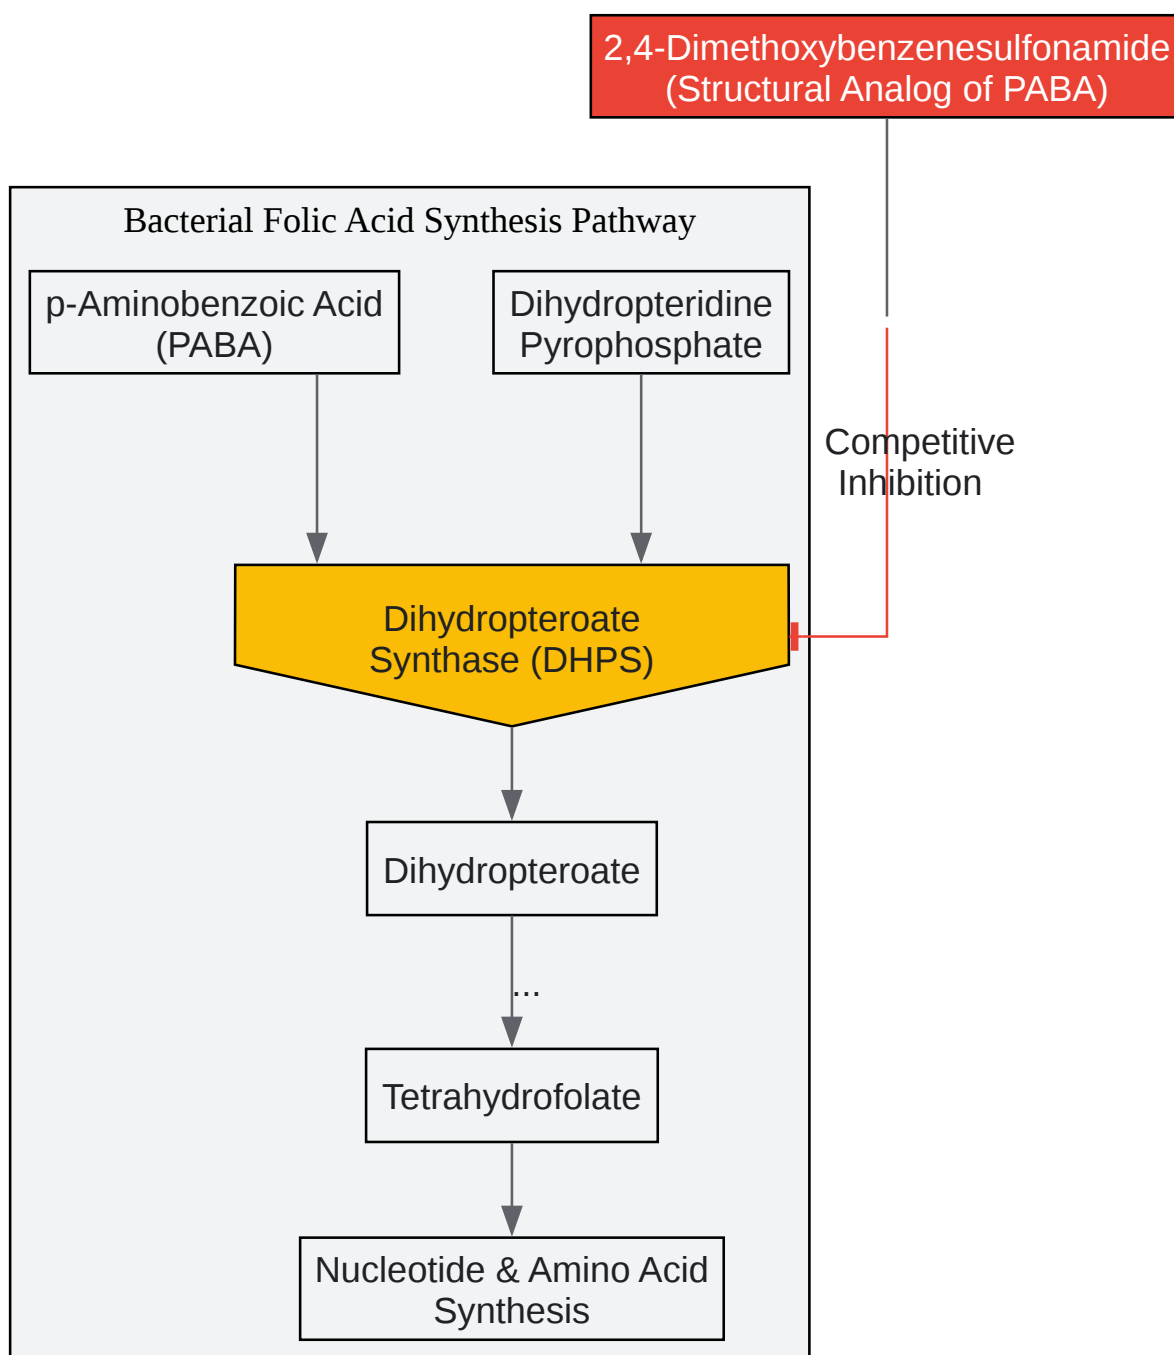 2,4-Dimethoxybenzenesulfonamide
(Structural Analog of PABA)
Bacterial Folic Acid Synthesis Pathway
p-Aminobenzoic Acid
(PABA)
Dihydropteridine
Pyrophosphate
Competitive
Inhibition
Dihydropteroate
Synthase (DHPS)
Dihydropteroate
...
Tetrahydrofolate
Nucleotide & Amino Acid
Synthesis